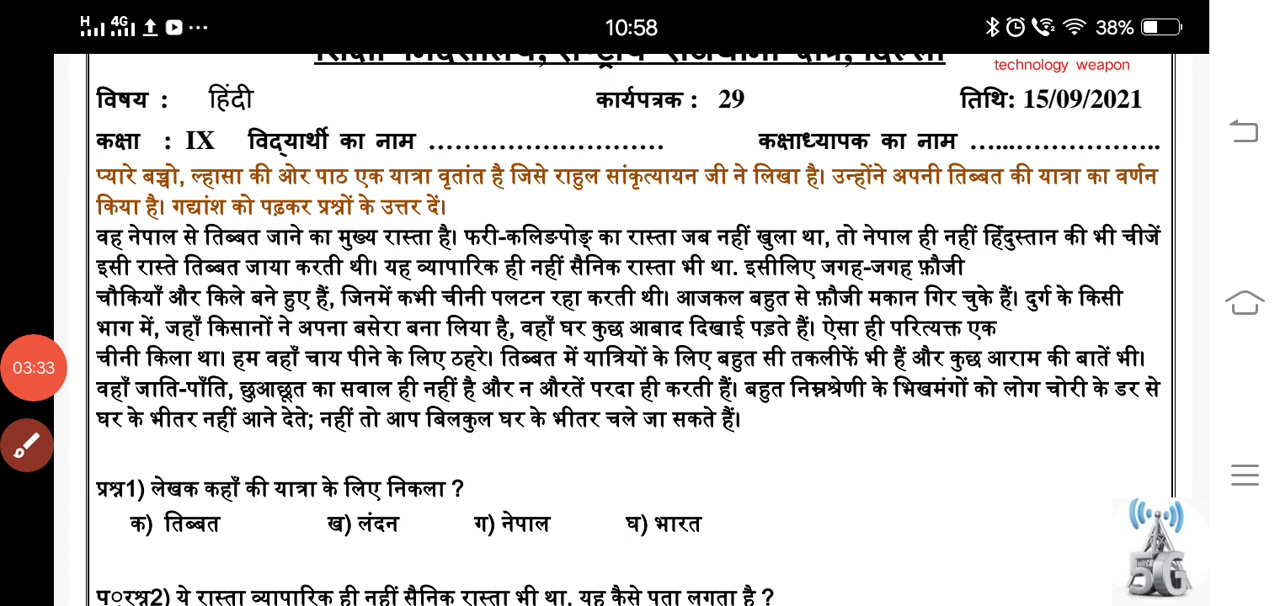 H 4G 10:58 38%
शिक्षा निदेशालय, राष्ट्रीय राजधानी क्षेत्र, दिल्ली
technology weapon
विषय : हिंदी कार्यपत्रक : 29 तिथि: 15/09/2021
कक्षा : IX विद्यार्थी का नाम ........................... कक्षाध्यापक का नाम ......................
प्यारे बच्चो, ल्हासा की ओर पाठ एक यात्रा वृतांत है जिसे राहुल सांकृत्यायन जी ने लिखा है। उन्होंने अपनी तिब्बत की यात्रा का वर्णन
किया है। गद्यांश को पढ़कर प्रश्नों के उत्तर दें।
वह नेपाल से तिब्बत जाने का मुख्य रास्ता है। फरी-कलिङपोङ् का रास्ता जब नहीं खुला था, तो नेपाल ही नहीं हिंदुस्तान की भी चीजें
इसी रास्ते तिब्बत जाया करती थी। यह व्यापारिक ही नहीं सैनिक रास्ता भी था. इसीलिए जगह-जगह फ़ौजी
चौकियाँ और किले बने हुए हैं, जिनमें कभी चीनी पलटन रहा करती थी। आजकल बहुत से फ़ौजी मकान गिर चुके हैं। दुर्ग के किसी
भाग में, जहाँ किसानों ने अपना बसेरा बना लिया है, वहाँ घर कुछ आबाद दिखाई पड़ते हैं। ऐसा ही परित्यक्त एक
चीनी किला था। हम वहाँ चाय पीने के लिए ठहरे। तिब्बत में यात्रियों के लिए बहुत सी तकलीफें भी हैं और कुछ आराम की बातें भी।
वहाँ जाति-पाँति, छुआछूत का सवाल ही नहीं है और न औरतें परदा ही करती हैं। बहुत निम्नश्रेणी के भिखमंगों को लोग चोरी के डर से
घर के भीतर नहीं आने देते; नहीं तो आप बिलकुल घर के भीतर चले जा सकते हैं।
03:33
प्रश्न1) लेखक कहाँ की यात्रा के लिए निकला ?
क) तिब्बत ख) लंदन ग) नेपाल घ) भारत
5G
प्रश्न2) ये रास्ता व्यापारिक ही नहीं सैनिक रास्ता भी था, यह कैसे पता लगता है ?